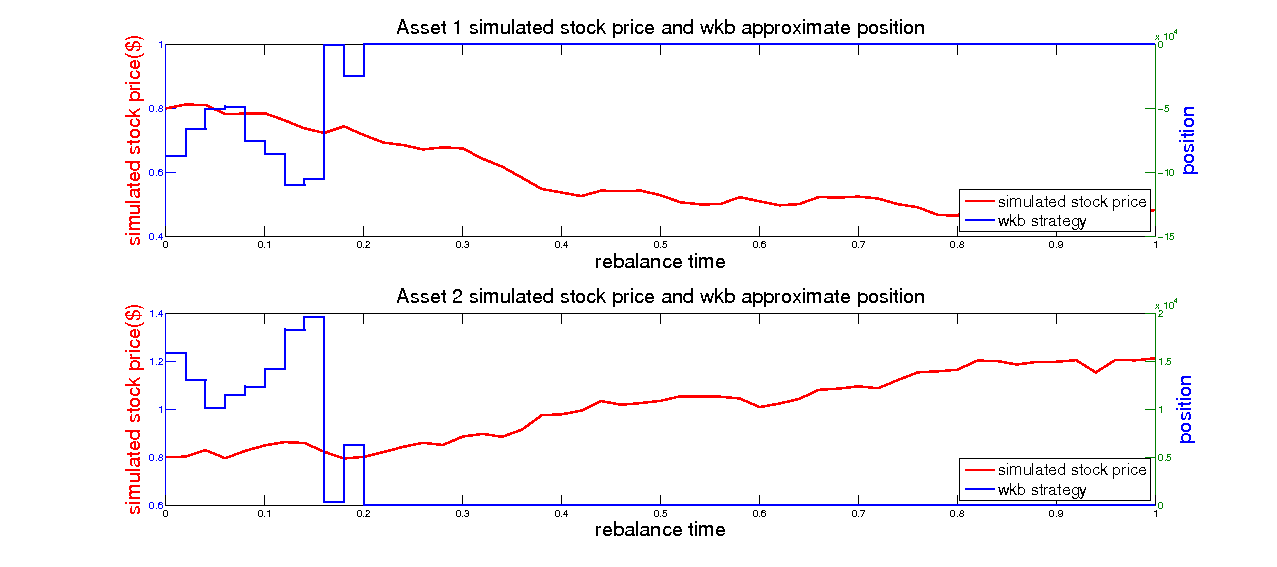 Asset 1 simulated stock price and wkb approximate position
x 10^4
simulated stock price($)
1
0.8
0.6
0.4
0
-5
-10
-15
position
simulated stock price
wkb strategy
0 0.1 0.2 0.3 0.4 0.5 0.6 0.7 0.8 0.9 1
rebalance time
Asset 2 simulated stock price and wkb approximate position
x 10^4
simulated stock price($)
1.4
1.2
1
0.8
0.6
2
1.5
1
0.5
0
position
simulated stock price
wkb strategy
0 0.1 0.2 0.3 0.4 0.5 0.6 0.7 0.8 0.9 1
rebalance time